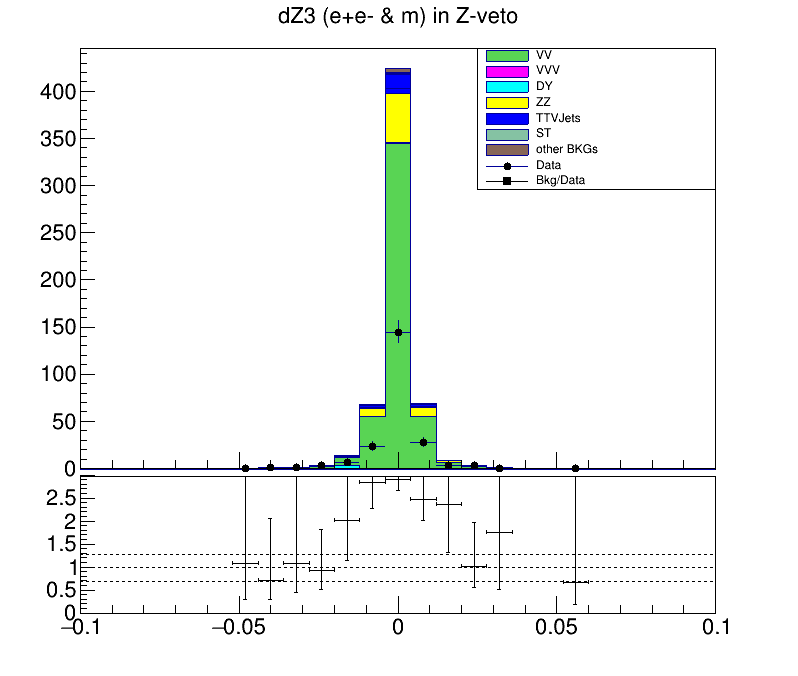 dZ3 (e+e- & m) in Z-veto
VV
VVV
DY
ZZ
TTVJets
ST
other BKGs
Data
Bkg/Data
400
350
300
250
200
150
100
50
0
2.5
2
1.5
1
0.5
0
−0.1
−0.05
0
0.05
0.1